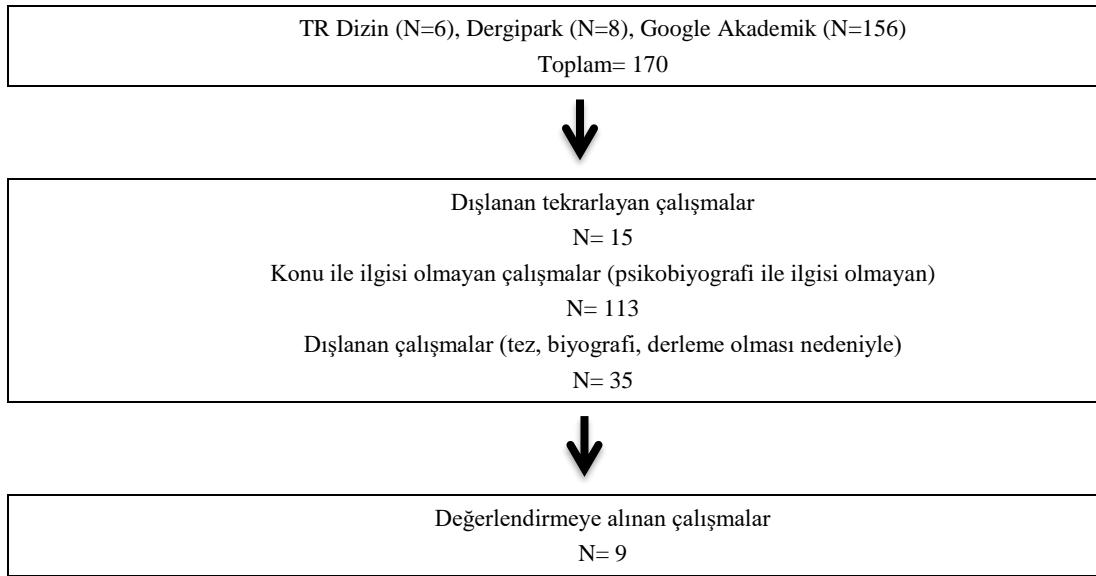 TR Dizin (N=6), Dergipark (N=8), Google Akademik (N=156)
Toplam= 170
Dışlanan tekrarlayan çalışmalar
N= 15
Konu ile ilgisi olmayan çalışmalar (psikobiyografi ile ilgisi olmayan)
N= 113
Dışlanan çalışmalar (tez, biyografi, derleme olması nedeniyle)
N= 35
Değerlendirmeye alınan çalışmalar
N= 9